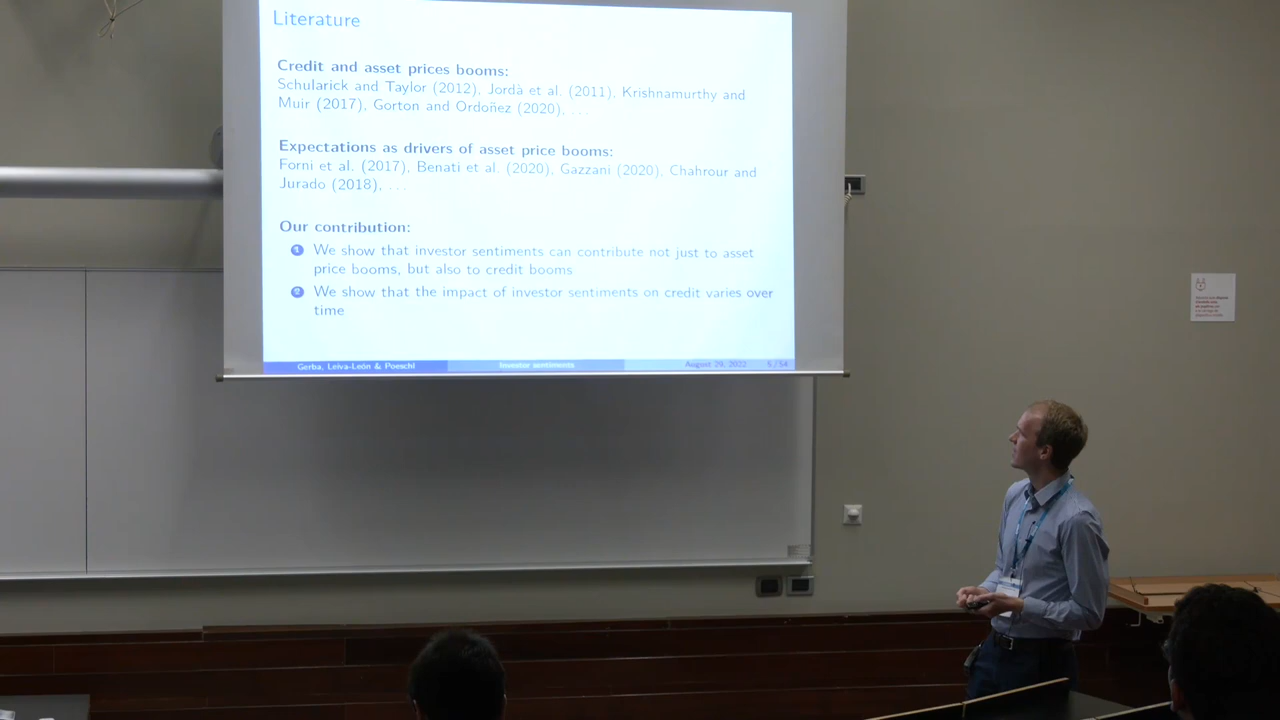 Literature
Credit and asset prices booms:
Schularick and Taylor (2012), Jordà et al. (2011), Krishnamurthy and
Muir (2017), Gorton and Ordoñez (2020), ...
Expectations as drivers of asset price booms:
Forni et al. (2017), Benati et al. (2020), Gazzani (2020), Chahrour and
Jurado (2018), ...
Our contribution:
1 We show that investor sentiments can contribute not just to asset
price booms, but also to credit booms
2 We show that the impact of investor sentiments on credit varies over
time
Gerba, Leiva-León & Poeschl Investor sentiments August 29, 2022 5 / 54